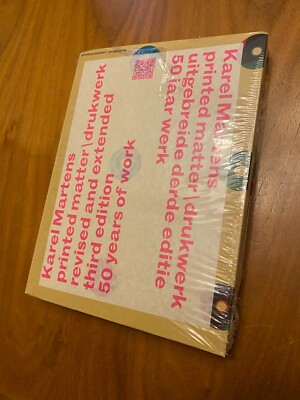 Karel Martens
printed matter\drukwerk
uitgebreide derde editie
50 jaar werk
Karel Martens
printed matter\drukwerk
revised and extended
third edition
50 years of work